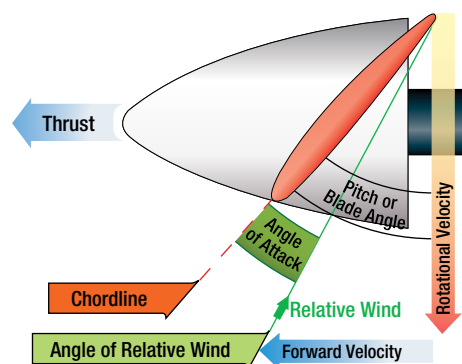 Thrust
Pitch or
Blade Angle
Rotational Velocity
Angle
of Attack
Chordline
Relative Wind
Angle of Relative Wind
Forward Velocity